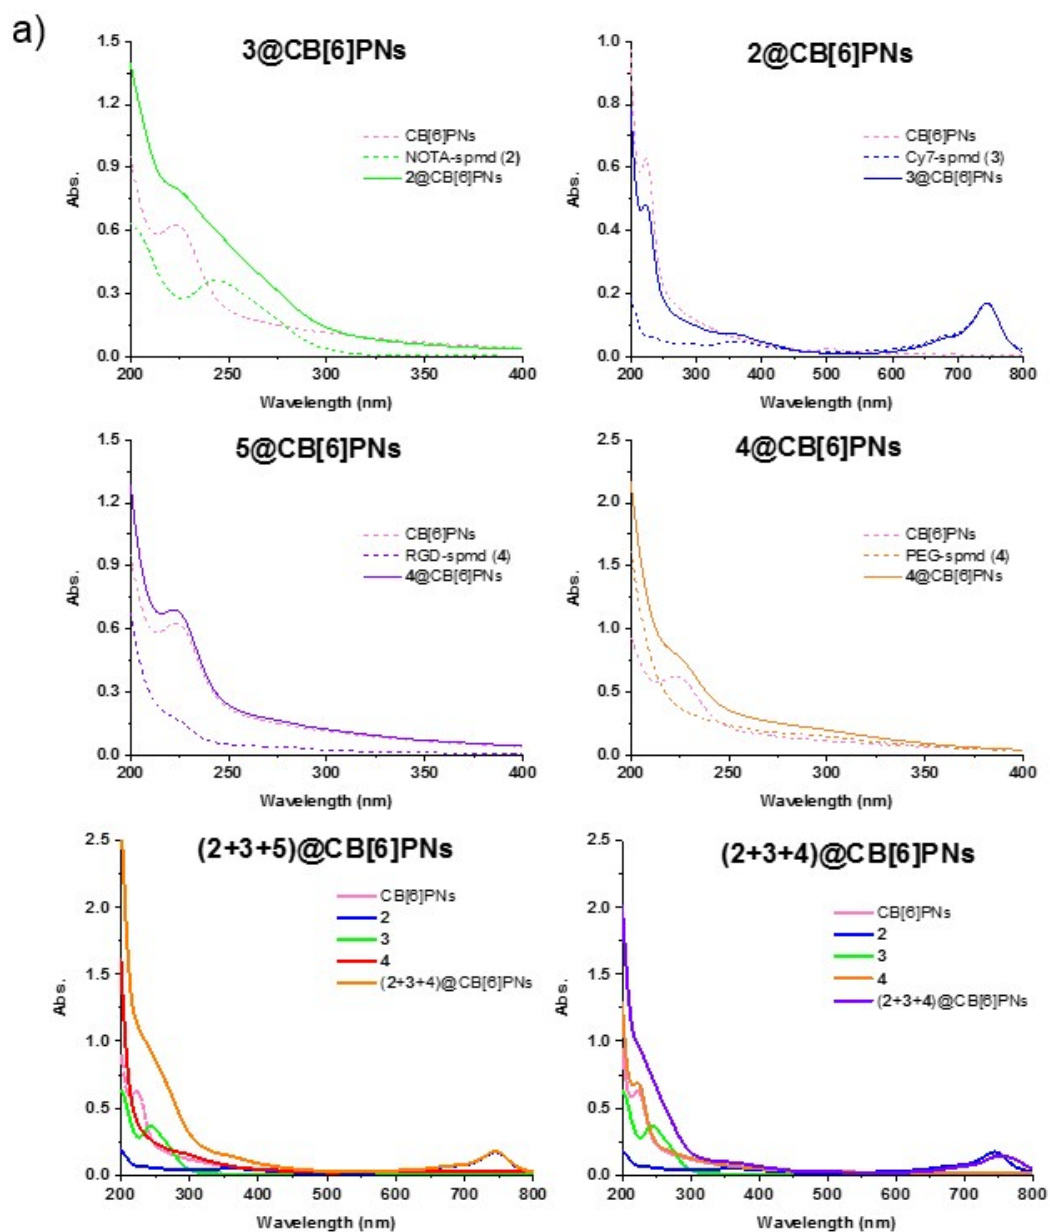 a)
3@CB[6]PNs
1.5
1.2
0.9
0.6
0.3
0.0
Abs.
CB[6]PNs
NOTA-spmd (2)
2@CB[6]PNs
200 250 300 350 400
Wavelength (nm)
2@CB[6]PNs
1.0
0.8
0.6
0.4
0.2
0.0
Abs.
CB[6]PNs
Cy7-spmd (3)
3@CB[6]PNs
200 300 400 500 600 700 800
Wavelength (nm)
5@CB[6]PNs
1.5
1.2
0.9
0.6
0.3
0.0
Abs.
CB[6]PNs
RGD-spmd (4)
4@CB[6]PNs
200 250 300 350 400
Wavelength (nm)
4@CB[6]PNs
2.5
2.0
1.5
1.0
0.5
0.0
Abs.
CB[6]PNs
PEG-spmd (4)
4@CB[6]PNs
200 250 300 350 400
Wavelength (nm)
(2+3+5)@CB[6]PNs
2.5
2.0
1.5
1.0
0.5
0.0
Abs.
CB[6]PNs
2
3
4
(2+3+4)@CB[6]PNs
200 300 400 500 600 700 800
Wavelength (nm)
(2+3+4)@CB[6]PNs
2.5
2.0
1.5
1.0
0.5
0.0
Abs.
CB[6]PNs
2
3
4
(2+3+4)@CB[6]PNs
200 300 400 500 600 700 800
Wavelength (nm)